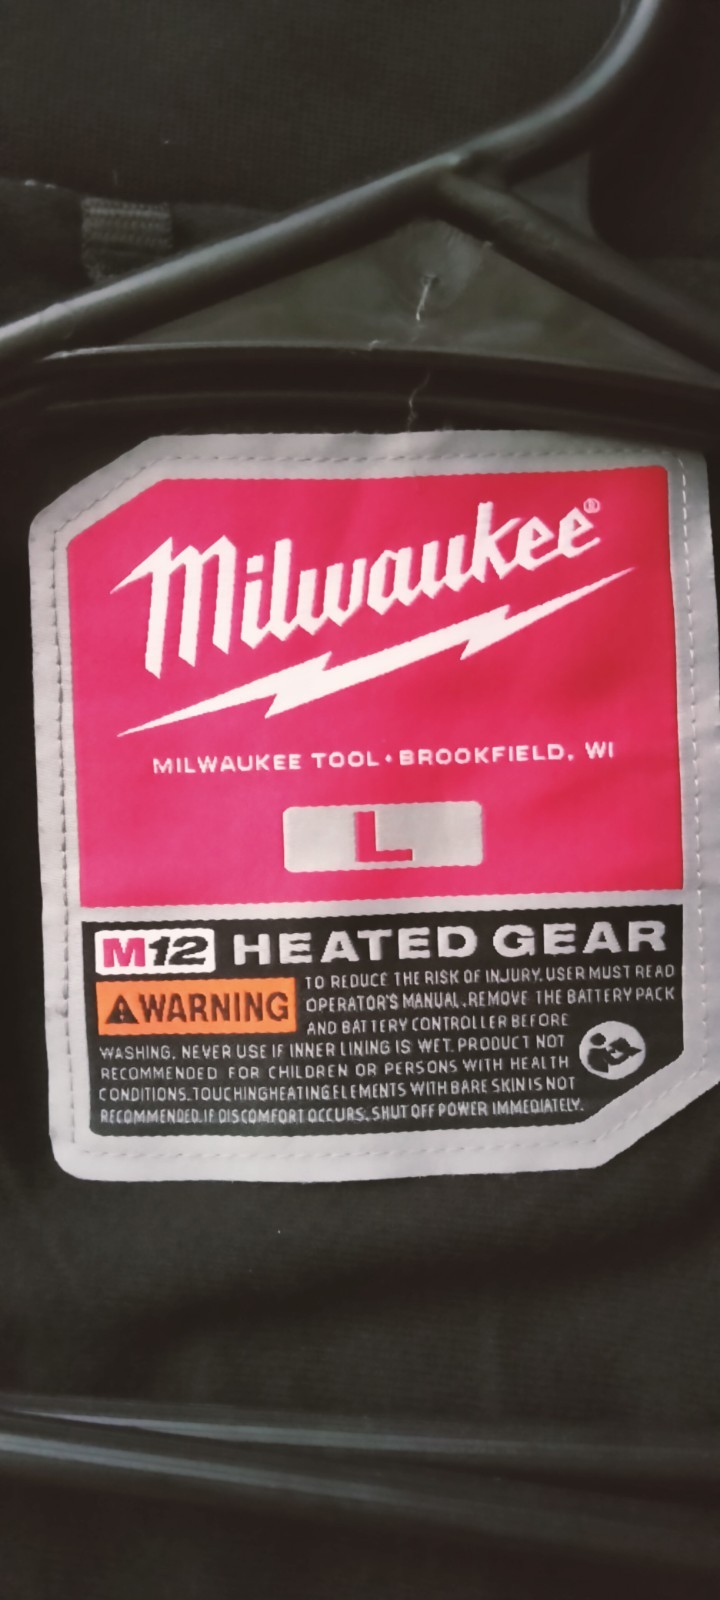 Milwaukee®
MILWAUKEE TOOL • BROOKFIELD, WI
L
M12 HEATED GEAR
WARNING
TO REDUCE THE RISK OF INJURY, USER MUST READ
OPERATOR'S MANUAL. REMOVE THE BATTERY PACK
AND BATTERY CONTROLLER BEFORE
WASHING. NEVER USE IF INNER LINING IS WET. PRODUCT NOT
RECOMMENDED FOR CHILDREN OR PERSONS WITH HEALTH
CONDITIONS. TOUCHING HEATING ELEMENTS WITH BARE SKIN IS NOT
RECOMMENDED. IF DISCOMFORT OCCURS, SHUT OFF POWER IMMEDIATELY.